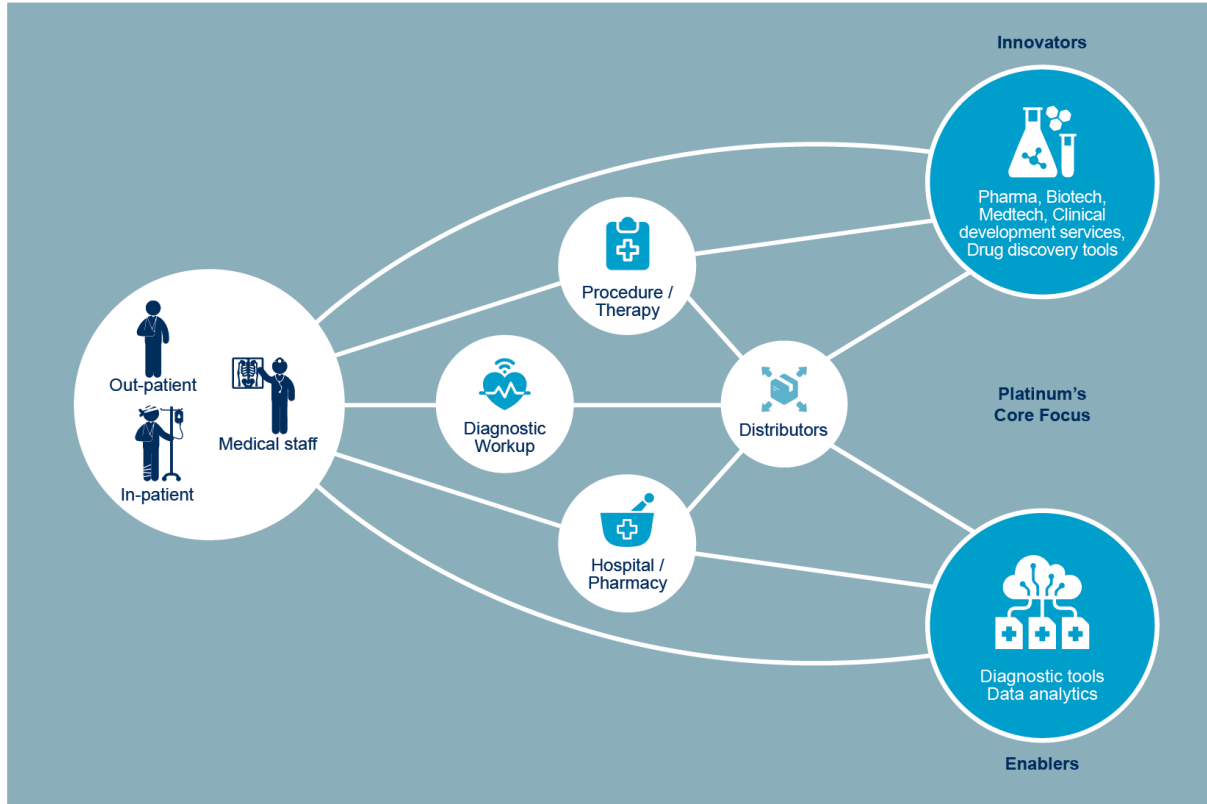 Innovators
Pharma, Biotech,
Medtech, Clinical
development services,
Drug discovery tools
Procedure /
Therapy
Out-patient
Medical staff
In-patient
Diagnostic
Workup
Distributors
Platinum's
Core Focus
Hospital /
Pharmacy
Diagnostic tools
Data analytics
Enablers